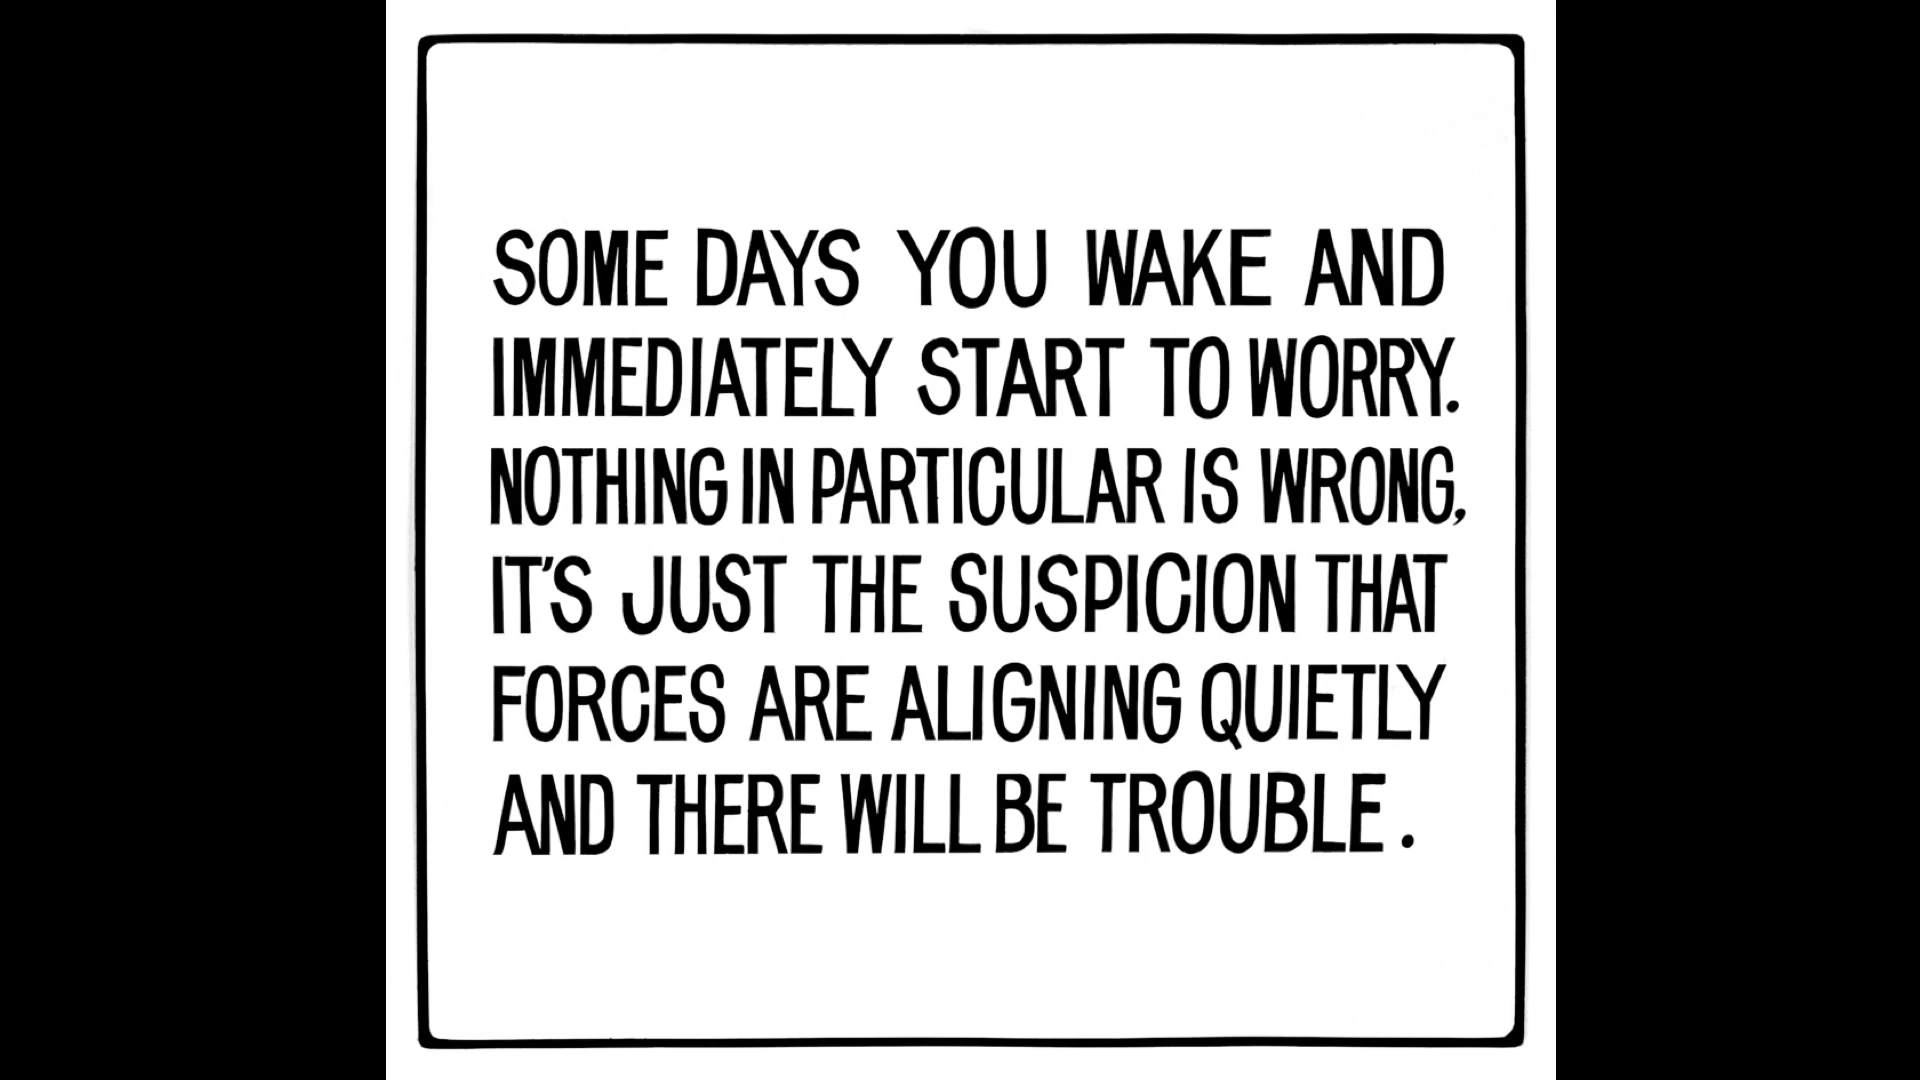 SOME DAYS YOU WAKE AND
IMMEDIATELY START TO WORRY.
NOTHING IN PARTICULAR IS WRONG,
IT'S JUST THE SUSPICION THAT
FORCES ARE ALIGNING QUIETLY
AND THERE WILL BE TROUBLE.